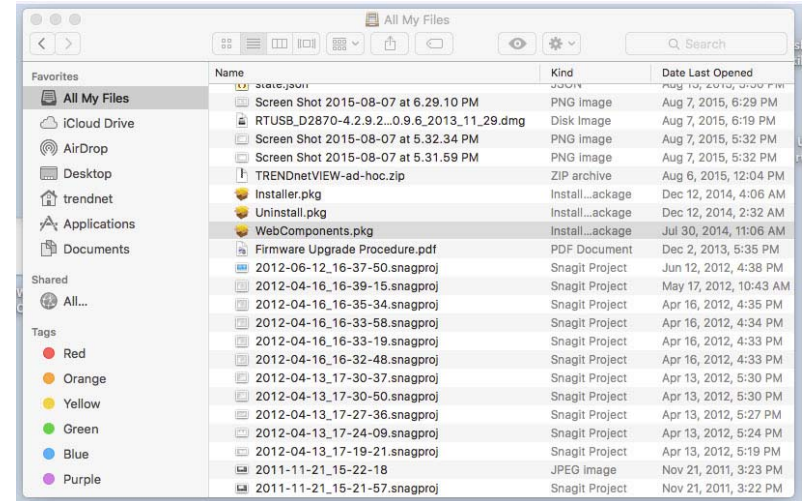 All My Files
Search
Favorites
All My Files
iCloud Drive
AirDrop
Desktop
trendnet
Applications
Documents
Shared
All...
Tags
Red
Orange
Yellow
Green
Blue
Purple
Name Kind Date Last Opened
state.json JSON Aug 13, 2015, 3:50 PM
Screen Shot 2015-08-07 at 6.29.10 PM PNG image Aug 7, 2015, 6:29 PM
RTUSB_D2870-4.2.9.2...0.9.6_2013_11_29.dmg Disk Image Aug 7, 2015, 6:19 PM
Screen Shot 2015-08-07 at 5.32.34 PM PNG image Aug 7, 2015, 5:32 PM
Screen Shot 2015-08-07 at 5.31.59 PM PNG image Aug 7, 2015, 5:32 PM
TRENDnetVIEW-ad-hoc.zip ZIP archive Aug 6, 2015, 12:04 PM
Installer.pkg Install...ackage Dec 12, 2014, 4:06 AM
Uninstall.pkg Install...ackage Dec 12, 2014, 2:32 AM
WebComponents.pkg Install...ackage Jul 30, 2014, 11:06 AM
Firmware Upgrade Procedure.pdf PDF Document Dec 2, 2013, 5:35 PM
2012-06-12_16-37-50.snagproj Snagit Project Jun 12, 2012, 4:38 PM
2012-04-16_16-39-15.snagproj Snagit Project May 17, 2012, 10:43 AM
2012-04-16_16-35-34.snagproj Snagit Project Apr 16, 2012, 4:35 PM
2012-04-16_16-33-58.snagproj Snagit Project Apr 16, 2012, 4:34 PM
2012-04-16_16-33-19.snagproj Snagit Project Apr 16, 2012, 4:33 PM
2012-04-16_16-32-48.snagproj Snagit Project Apr 16, 2012, 4:33 PM
2012-04-13_17-30-37.snagproj Snagit Project Apr 13, 2012, 5:30 PM
2012-04-13_17-30-50.snagproj Snagit Project Apr 13, 2012, 5:30 PM
2012-04-13_17-27-36.snagproj Snagit Project Apr 13, 2012, 5:27 PM
2012-04-13_17-24-09.snagproj Snagit Project Apr 13, 2012, 5:24 PM
2012-04-13_17-19-21.snagproj Snagit Project Apr 13, 2012, 5:19 PM
2011-11-21_15-22-18 JPEG image Nov 21, 2011, 3:23 PM
2011-11-21_15-21-57.snagproj Snagit Project Nov 21, 2011, 3:22 PM